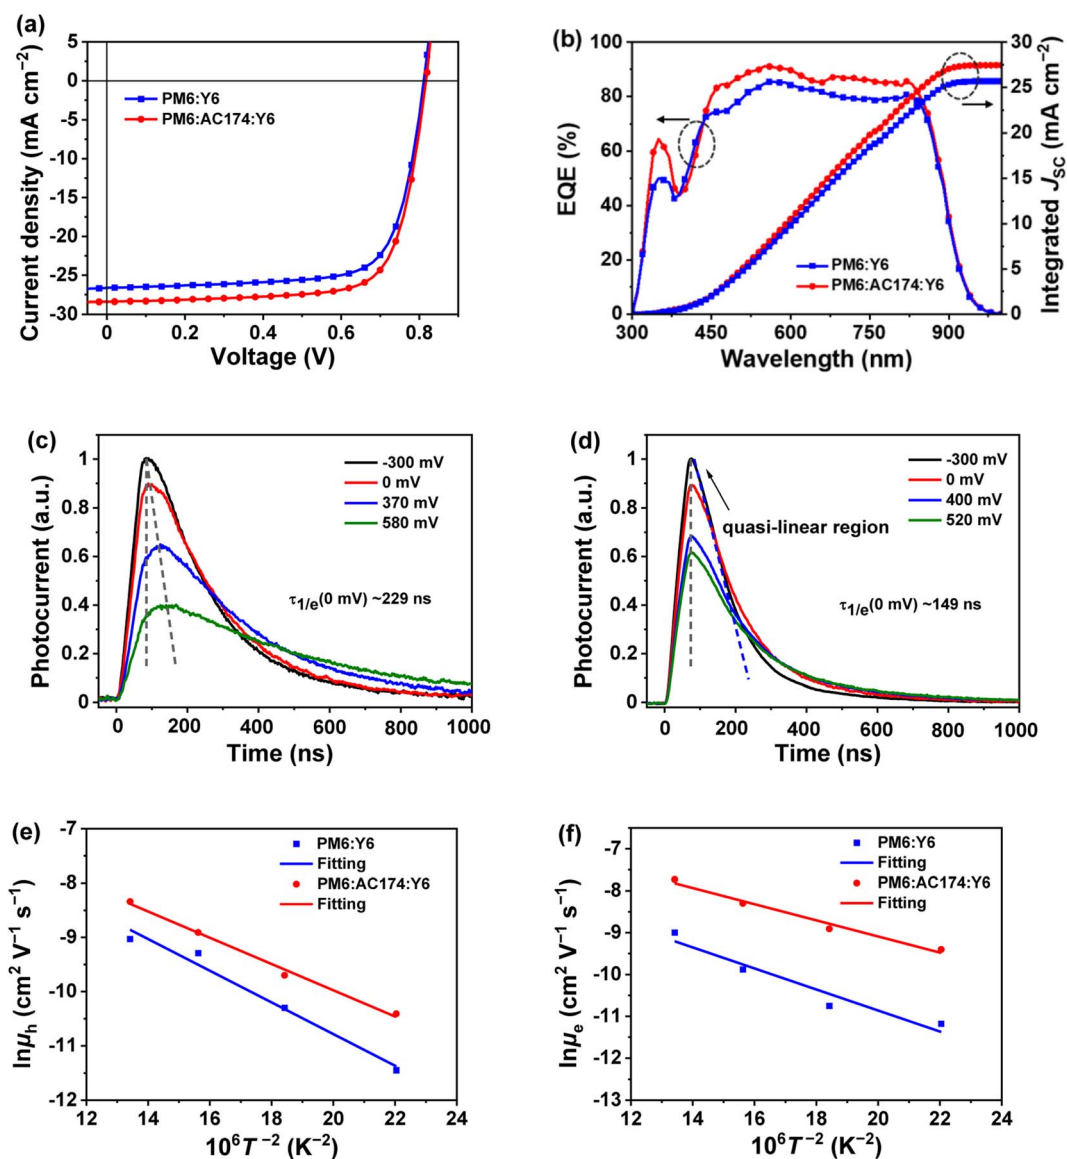 (a)
5
0
-5
-10
-15
-20
-25
-30
Current density (mA cm⁻²)
PM6:Y6
PM6:AC174:Y6
0
0.2
0.4
0.6
0.8
Voltage (V)
(b)
100
80
60
40
20
0
EQE (%)
30
25
20
15
10
5
0
Integrated J_SC (mA cm⁻²)
PM6:Y6
PM6:AC174:Y6
300
450
600
750
900
Wavelength (nm)
(c)
1
0.8
0.6
0.4
0.2
0
Photocurrent (a.u.)
-300 mV
0 mV
370 mV
580 mV
τ1/e(0 mV) ~229 ns
0
200
400
600
800
1000
Time (ns)
(d)
1
0.8
0.6
0.4
0.2
0
Photocurrent (a.u.)
-300 mV
0 mV
400 mV
520 mV
quasi-linear region
τ1/e(0 mV) ~149 ns
0
200
400
600
800
1000
Time (ns)
(e)
-7
-8
-9
-10
-11
-12
lnμh (cm² V⁻¹ s⁻¹)
PM6:Y6
Fitting
PM6:AC174:Y6
Fitting
12
14
16
18
20
22
24
10⁶T⁻² (K⁻²)
(f)
-7
-8
-9
-10
-11
-12
-13
lnμe (cm² V⁻¹ s⁻¹)
PM6:Y6
Fitting
PM6:AC174:Y6
Fitting
12
14
16
18
20
22
24
10⁶T⁻² (K⁻²)